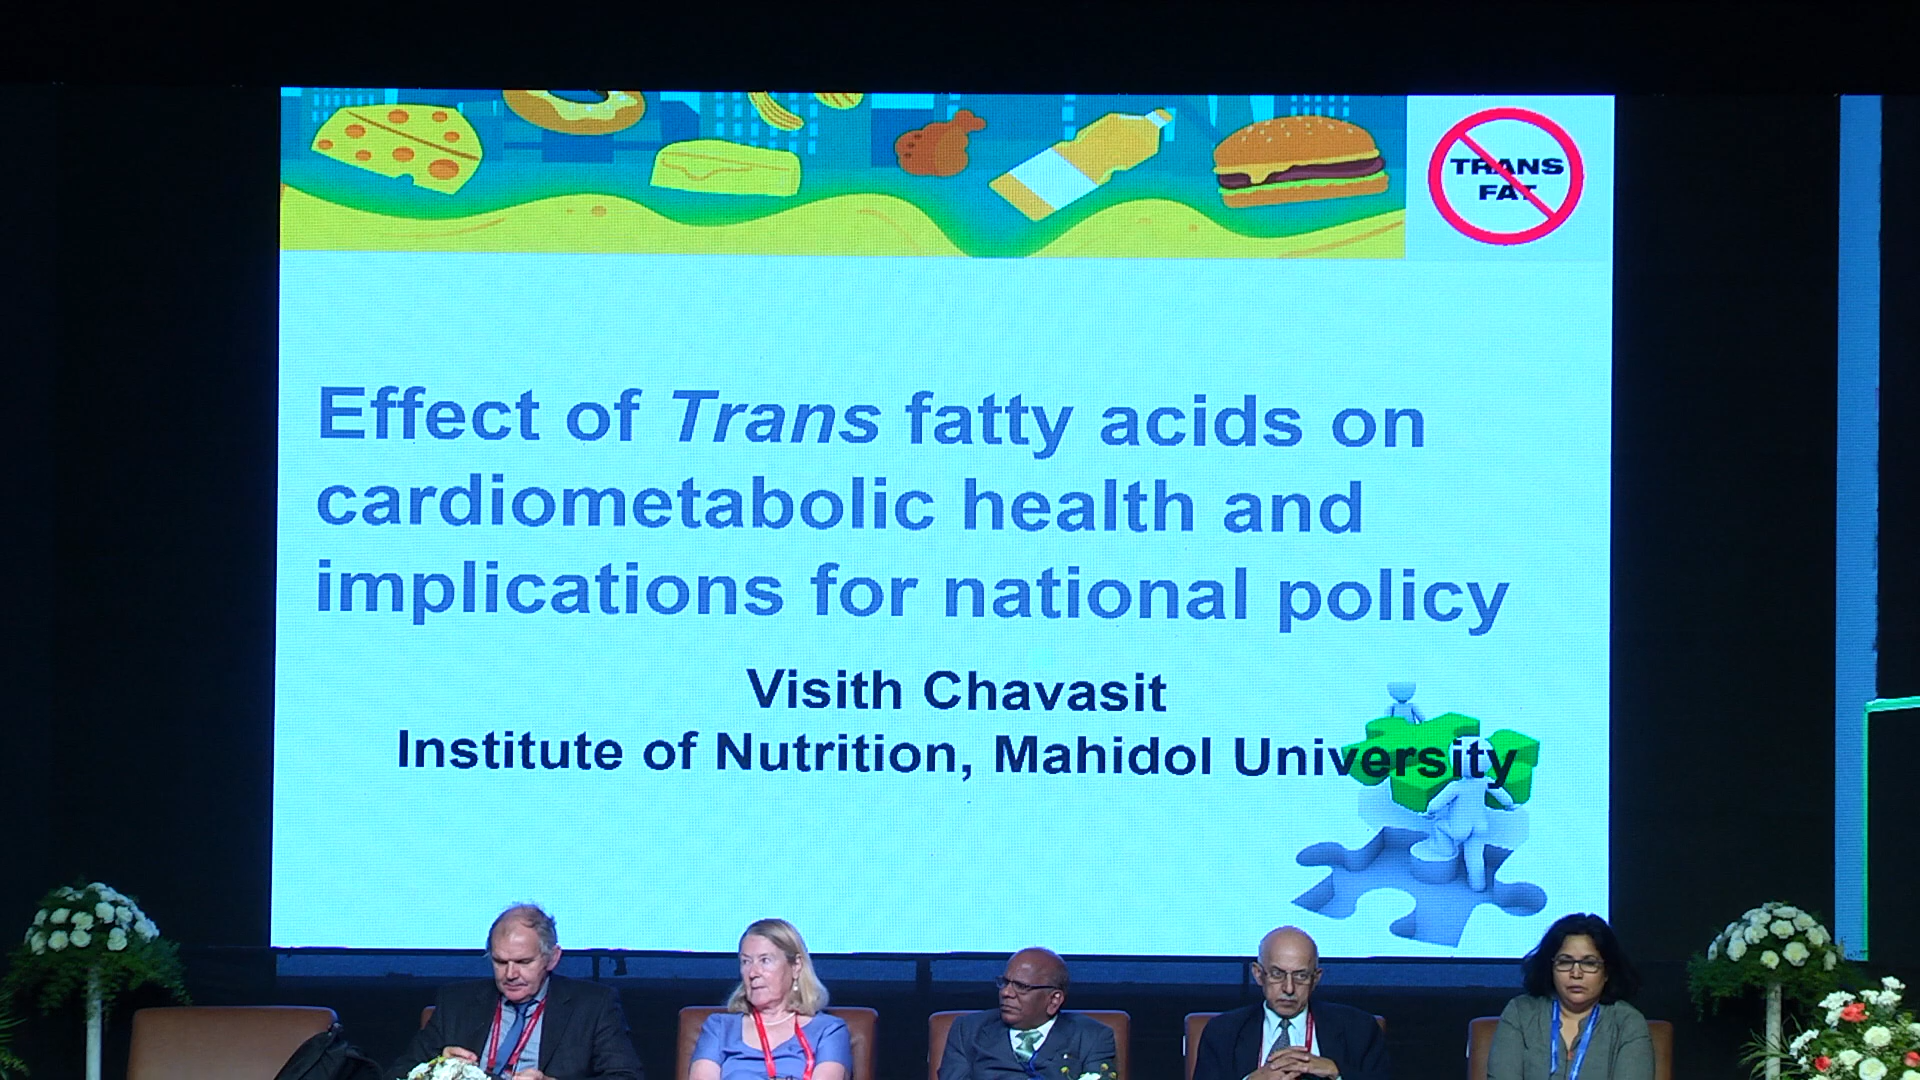 TRANS
FAT
Effect of Trans fatty acids on
cardiometabolic health and
implications for national policy
Visith Chavasit
Institute of Nutrition, Mahidol University